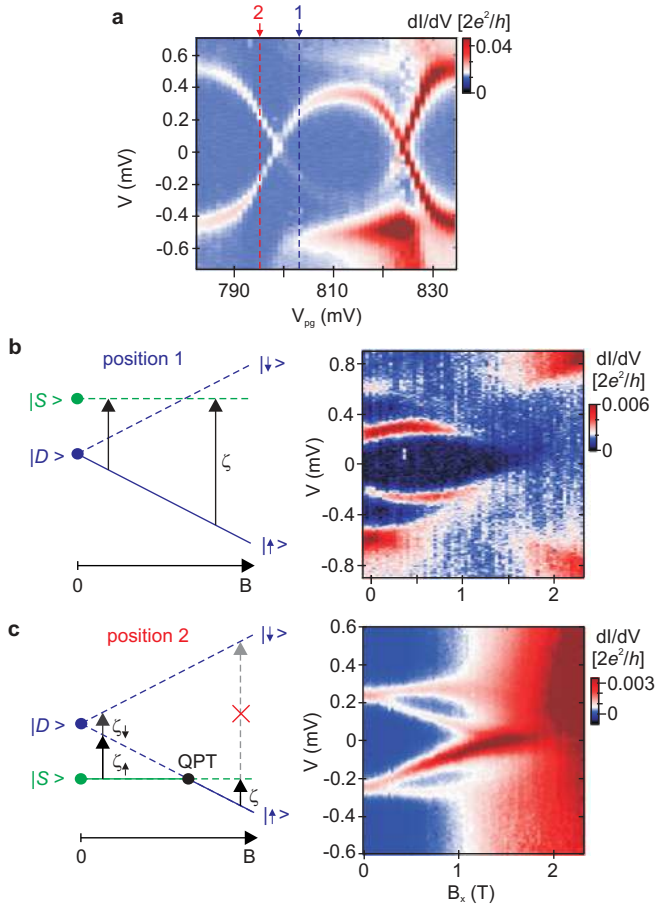 2 1
a dI/dV [2e²/h]
0.6
0.4
0.2
0
-0.2
-0.4
-0.6
V (mV)
0.04
0
790 810 830
V_pg (mV)
b position 1
|↓>
|S >
|D >
ζ
|↑>
0 B
0.8
0.4
0
-0.4
-0.8
V (mV)
0 1 2
dI/dV
[2e²/h]
0.006
0
c position 2
|↓>
|D >
ζ↓
ζ↑
QPT
|S >
ζ
|↑>
0 B
0.6
0.4
0.2
0
-0.2
-0.4
-0.6
V (mV)
0 1 2
B_x (T)
dI/dV
[2e²/h]
0.003
0